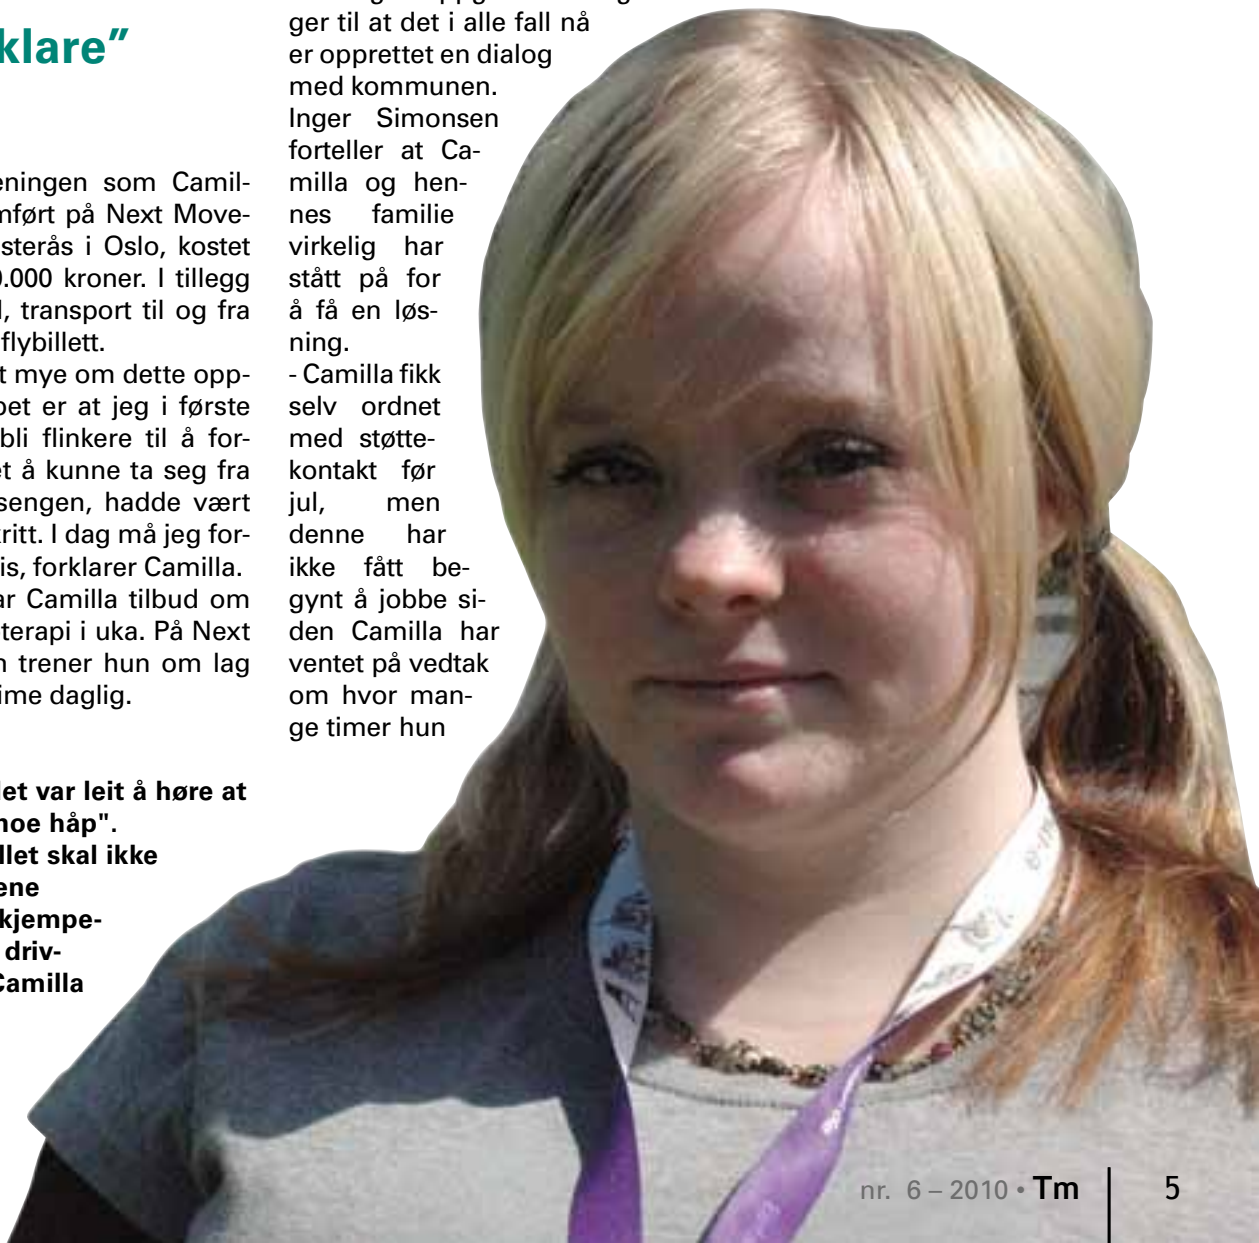 klare”
eningen som Camil-
mført på Next Move-
sterås i Oslo, kostet
0.000 kroner. I tillegg
l, transport til og fra
flybillett.
t mye om dette opp-
pet er at jeg i første
bli flinkere til å for-
et å kunne ta seg fra
sengen, hadde vært
kritt. I dag må jeg for-
is, forklarer Camilla.
ar Camilla tilbud om
terapi i uka. På Next
n trener hun om lag
ime daglig.
let var leit å høre at
noe håp".
llet skal ikke
ene
kjempe-
driv-
Camilla
ger til at det i alle fall nå
er opprettet en dialog
med kommunen.
Inger Simonsen
forteller at Ca-
milla og hen-
nes familie
virkelig har
stått på for
å få en løs-
ning.
- Camilla fikk
selv ordnet
med støtte-
kontakt før
jul, men
denne har
ikke fått be-
gynt å jobbe si-
den Camilla har
ventet på vedtak
om hvor man-
ge timer hun
nr. 6 – 2010 • Tm 5